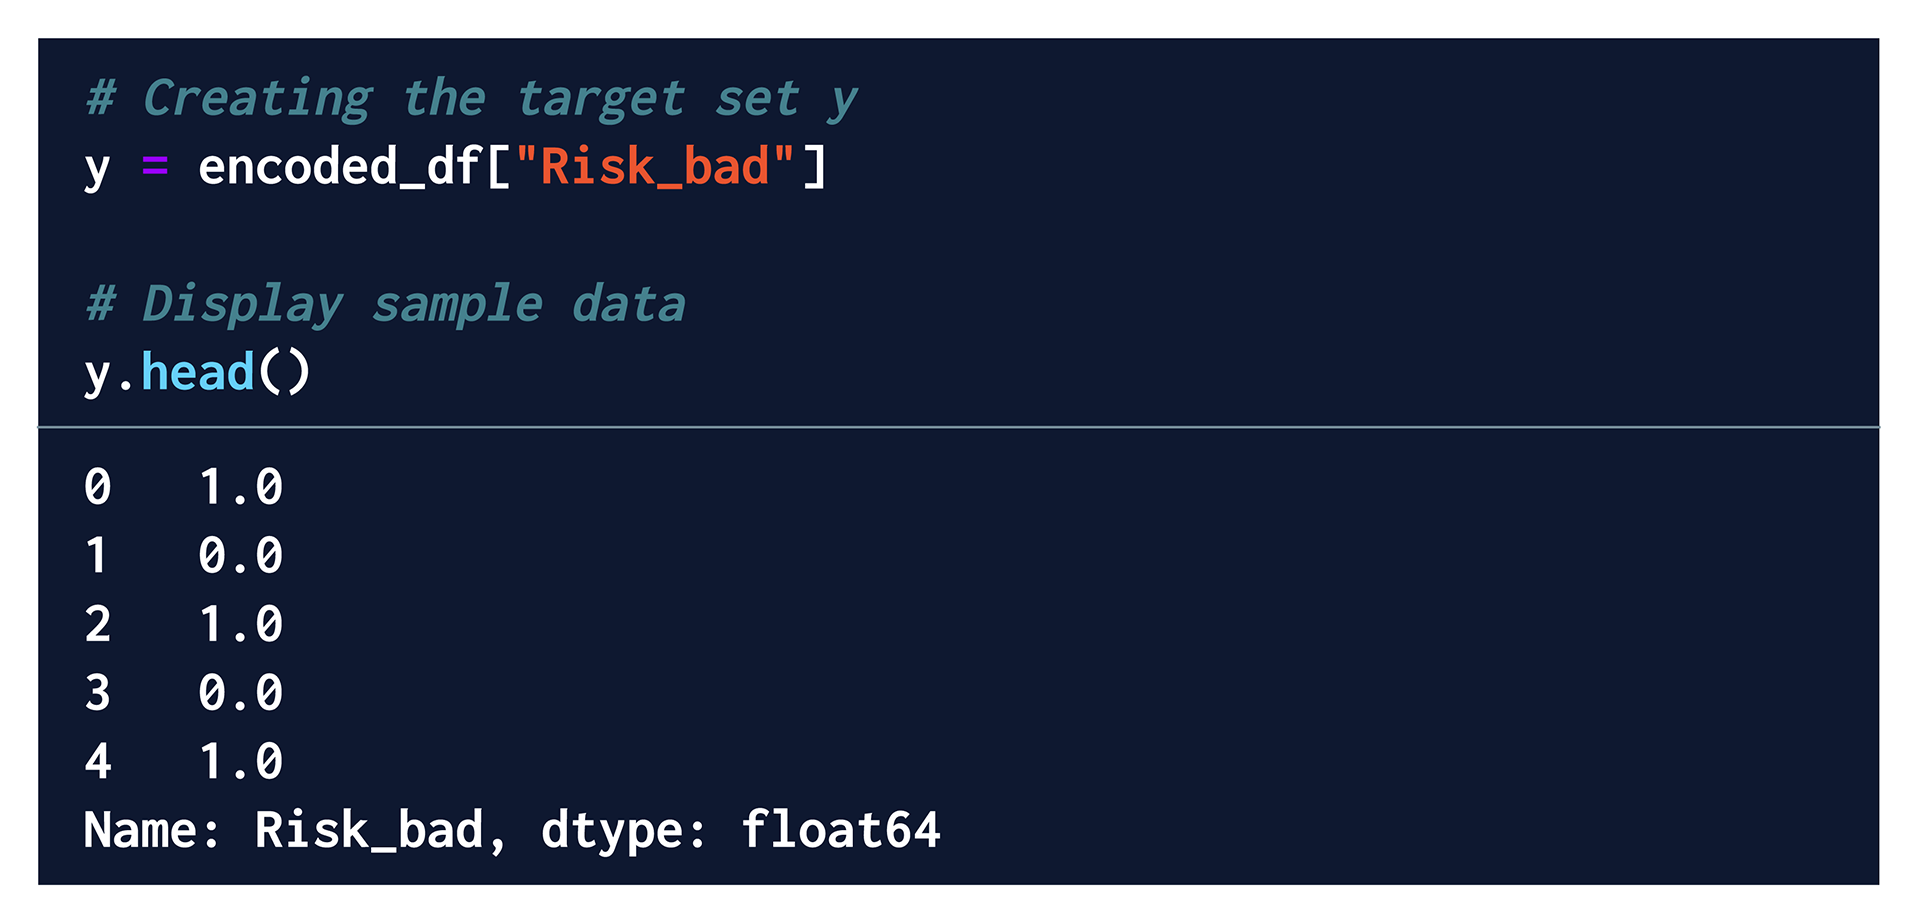 # Creating the target set y
y = encoded_df["Risk_bad"]
# Display sample data
y.head()
0   1.0
1   0.0
2   1.0
3   0.0
4   1.0
Name: Risk_bad, dtype: float64